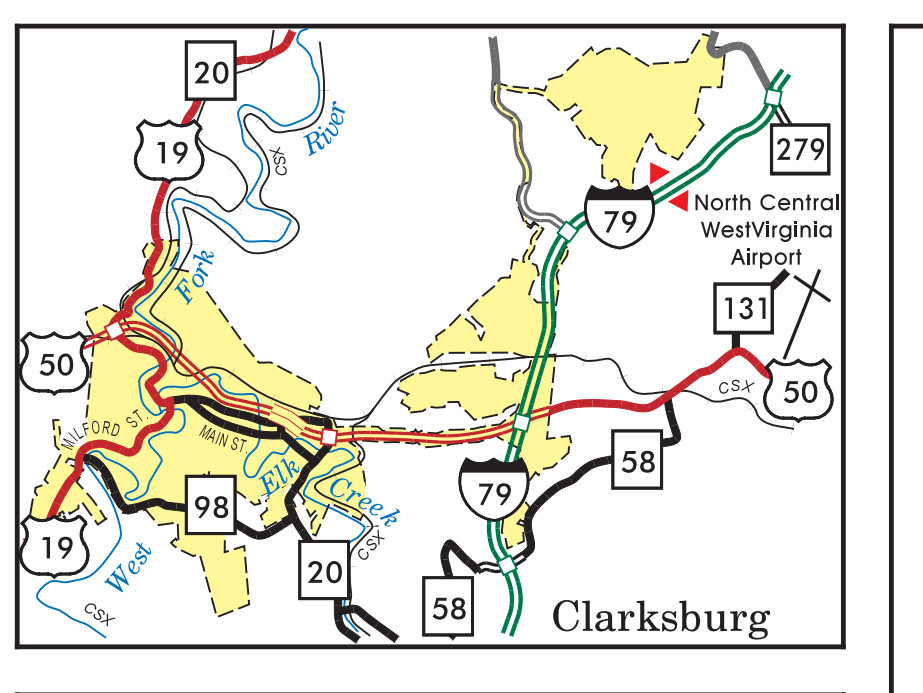 20
19
CSX
River
279
79
North Central
WestVirginia
Airport
Fork
131
50
50
CSX
MILFORD ST.
MAIN ST.
58
Elk
79
Creek
98
19
West
CSX
20
58
CSX
Clarksburg